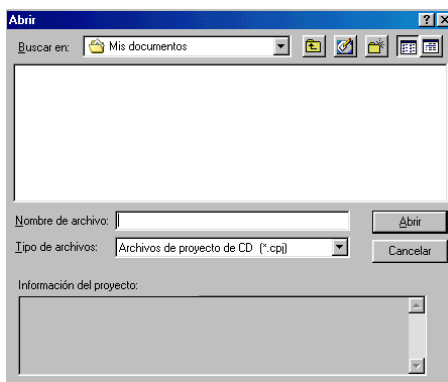 Abrir
Buscar en: Mis documentos
Nombre de archivo:
Abrir
Tipo de archivos: Archivos de proyecto de CD (*.cpj)
Cancelar
Información del proyecto: